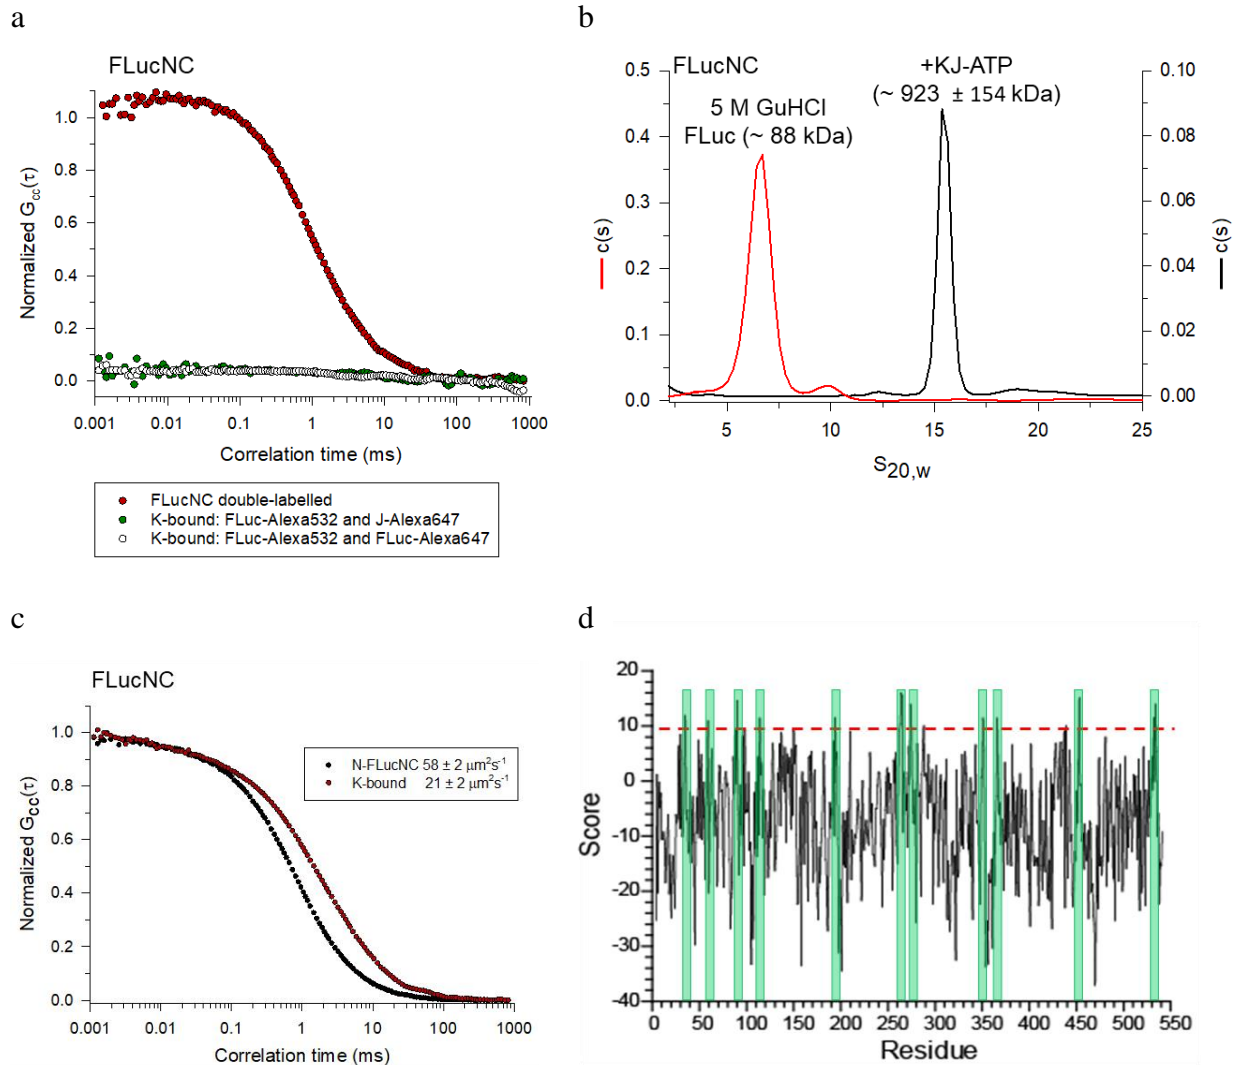 a
FLucNC
Normalized Gcc(τ)
1.0
0.8
0.6
0.4
0.2
0.0
0.001 0.01 0.1 1 10 100 1000
Correlation time (ms)
FLucNC double-labelled
K-bound: FLuc-Alexa532 and J-Alexa647
K-bound: FLuc-Alexa532 and FLuc-Alexa647
b
FLucNC
+KJ-ATP
(~ 923 ± 154 kDa)
5 M GuHCl
FLuc (~ 88 kDa)
c(s)
0.5
0.4
0.3
0.2
0.1
0.0
0.10
0.08
0.06
0.04
0.02
0.00
c(s)
5 10 15 20 25
S20,w
c
FLucNC
Normalized Gcc(τ)
1.0
0.8
0.6
0.4
0.2
0.0
N-FLucNC 58 ± 2 μm²s⁻¹
K-bound 21 ± 2 μm²s⁻¹
0.001 0.01 0.1 1 10 100 1000
Correlation time (ms)
d
Score
20
10
0
-10
-20
-30
-40
0 50 100 150 200 250 300 350 400 450 500 550
Residue